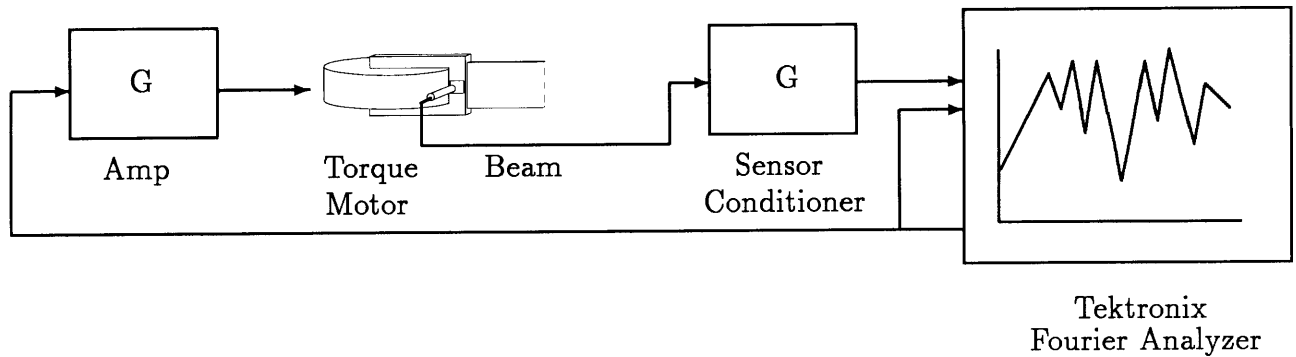 G
Amp
Torque
Motor
Beam
G
Sensor
Conditioner
Tektronix
Fourier Analyzer